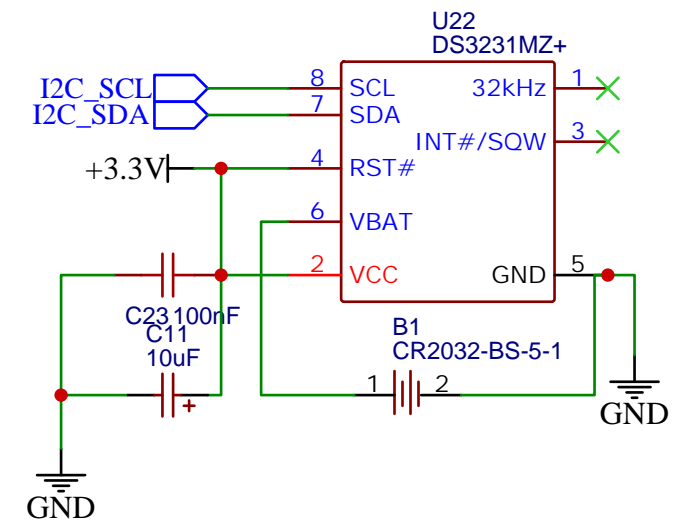 U22
DS3231MZ+
I2C_SCL
8
SCL
32kHz
1
I2C_SDA
7
SDA
INT#/SQW
3
+3.3V
4
RST#
6
VBAT
2
VCC
GND
5
C23
100nF
C11
10uF
+
B1
CR2032-BS-5-1
1
2
GND
GND